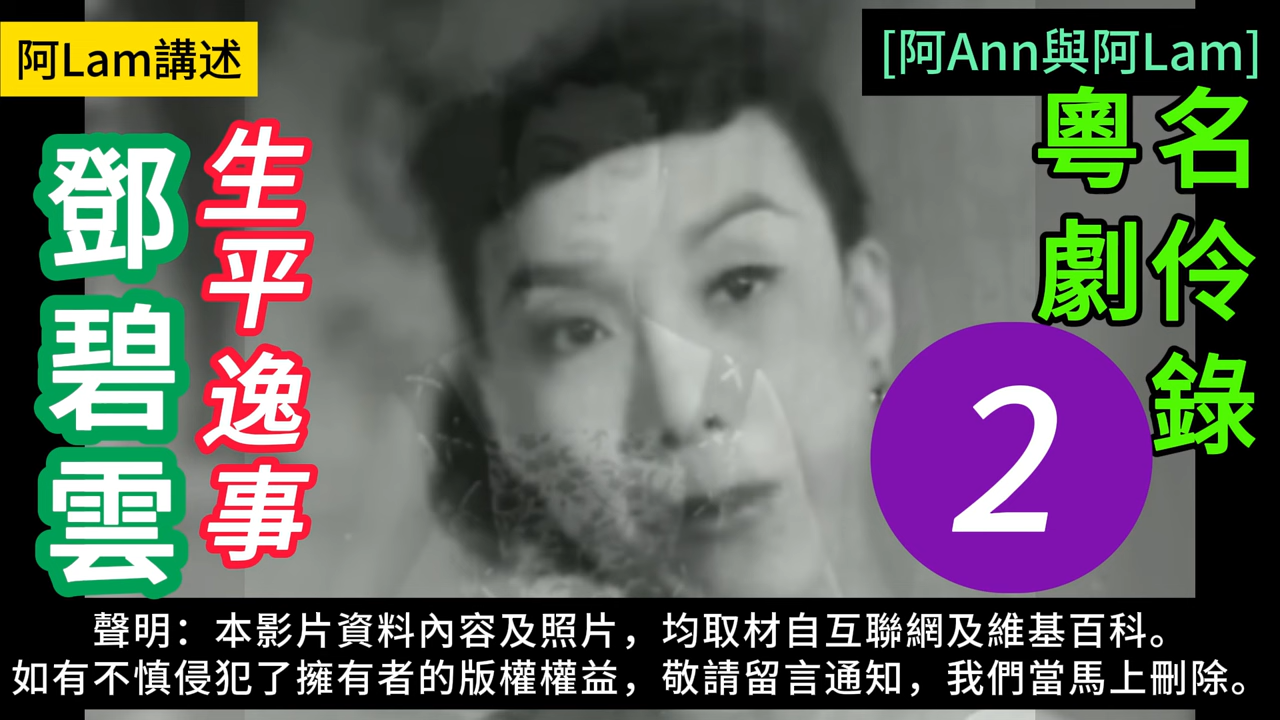 阿Lam講述
[阿Ann與阿Lam]
鄧碧雲
生平逸事
名伶錄
粵劇
2
聲明：本影片資料內容及照片，均取材自互聯網及維基百科。
如有不慎侵犯了擁有者的版權權益，敬請留言通知，我們當馬上刪除。